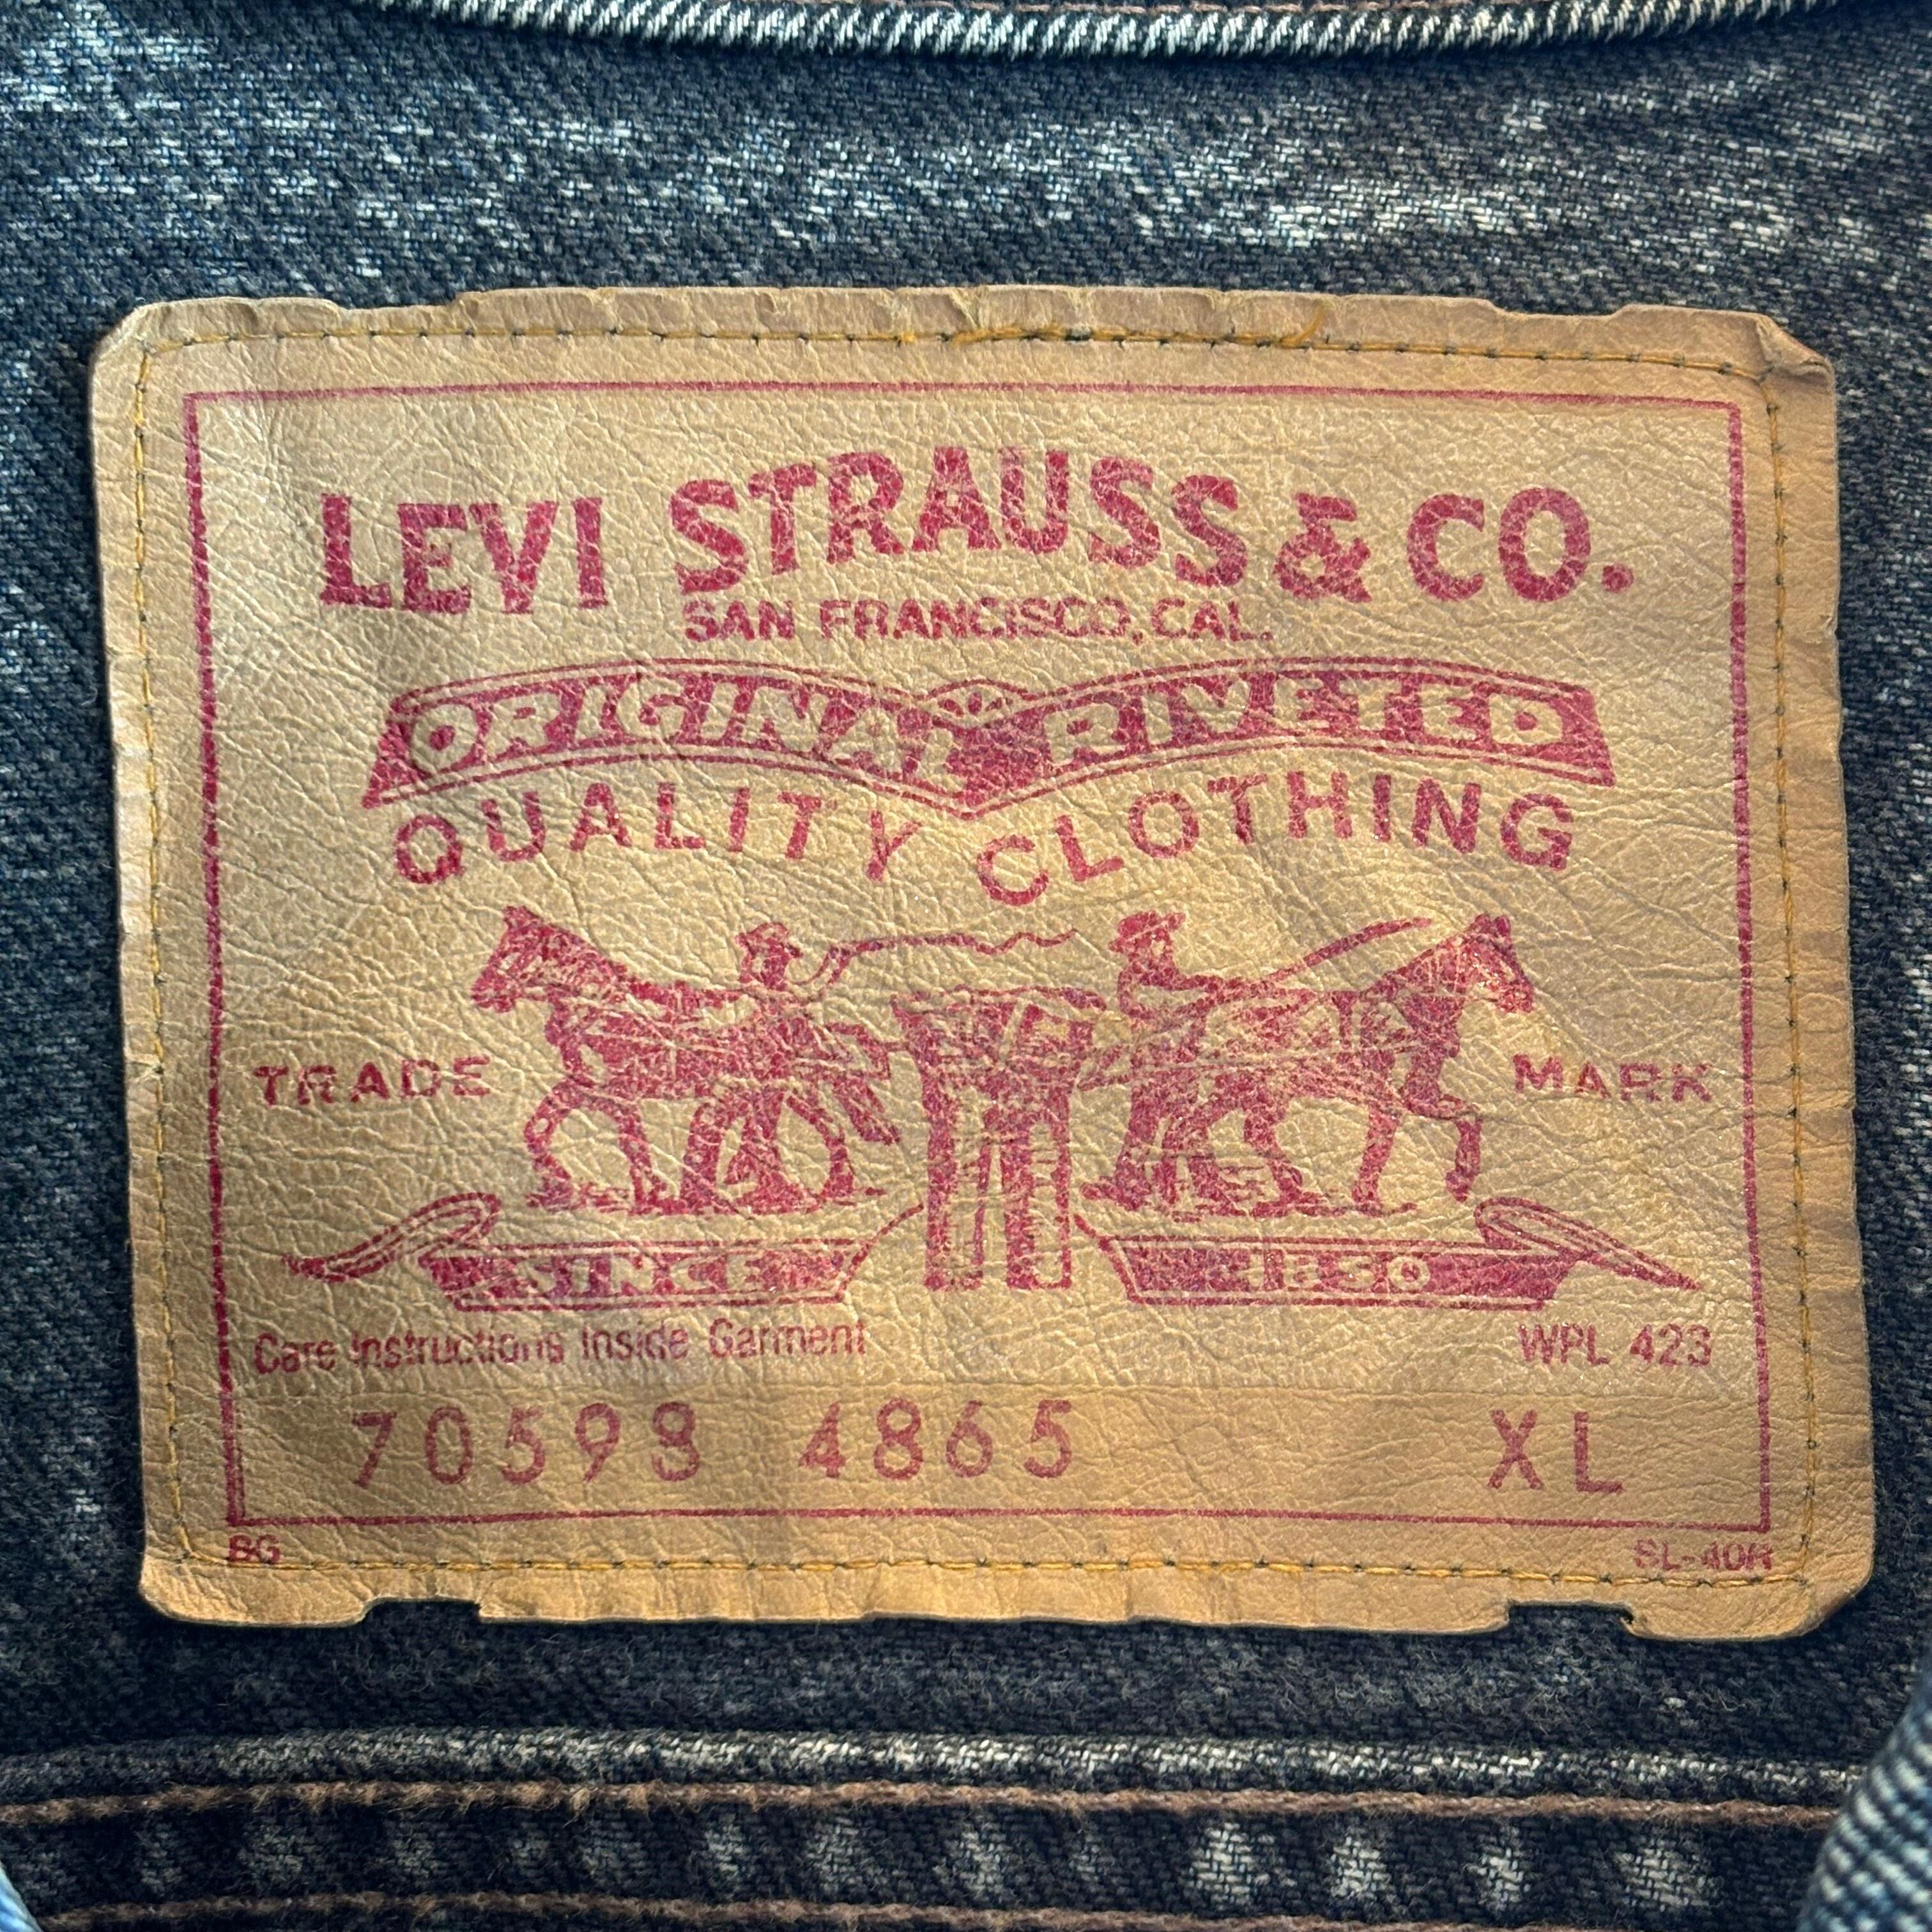 LEVI STRAUSS & CO.
SAN FRANCISCO, CAL.
ORIGINAL RIVETED
QUALITY CLOTHING
TRADE MARK
SINCE 1850
Care Instructions Inside Garment WPL 423
70598 4865 XL
SL-40R